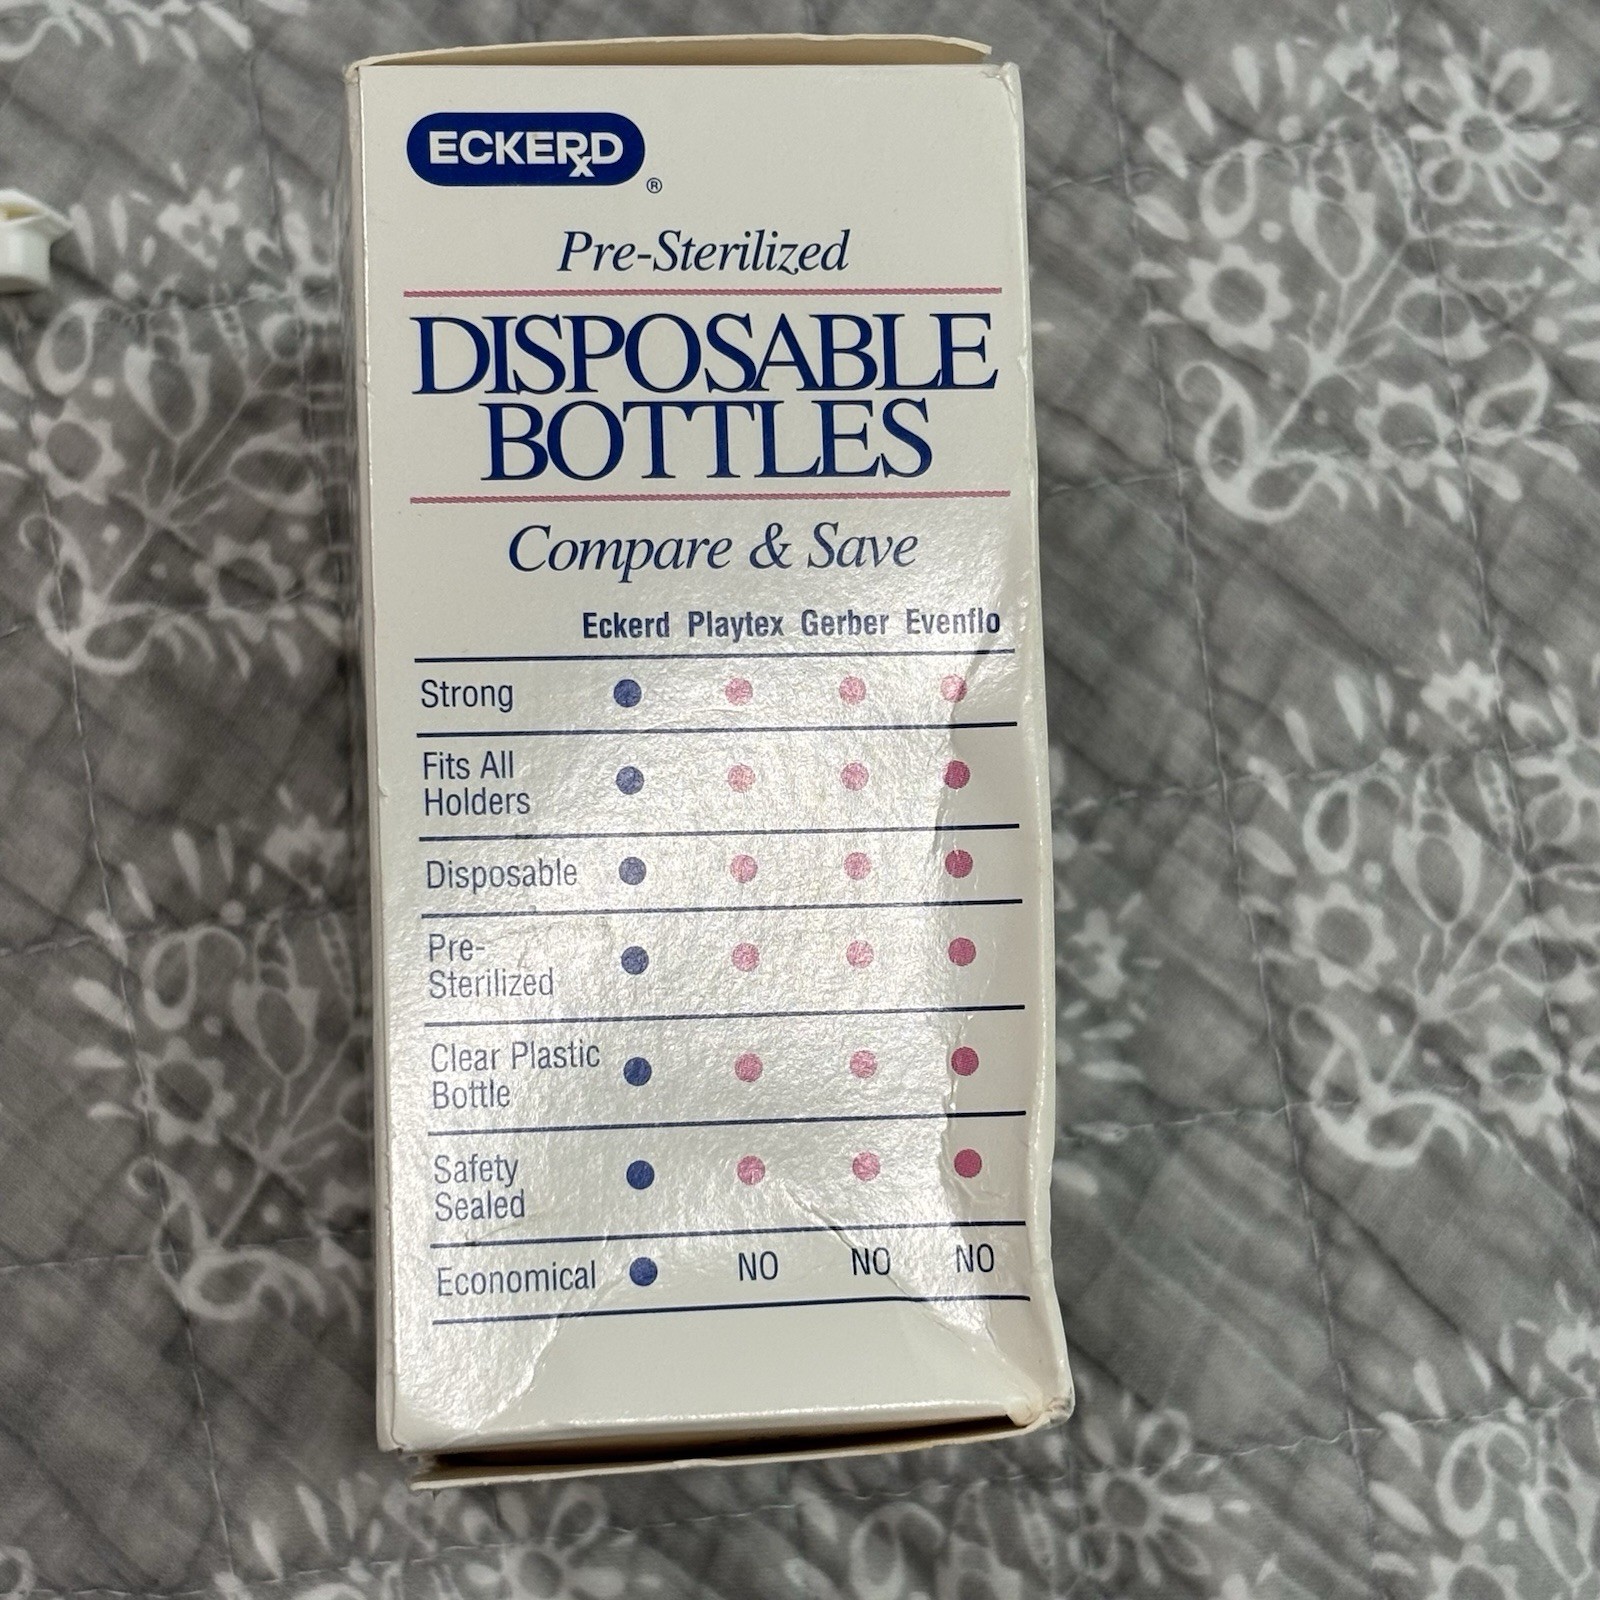 ECKERD
®
Pre-Sterilized
DISPOSABLE
BOTTLES
Compare & Save
Eckerd Playtex Gerber Evenflo
Strong
Fits All
Holders
Disposable
Pre-
Sterilized
Clear Plastic
Bottle
Safety
Sealed
Economical NO NO NO